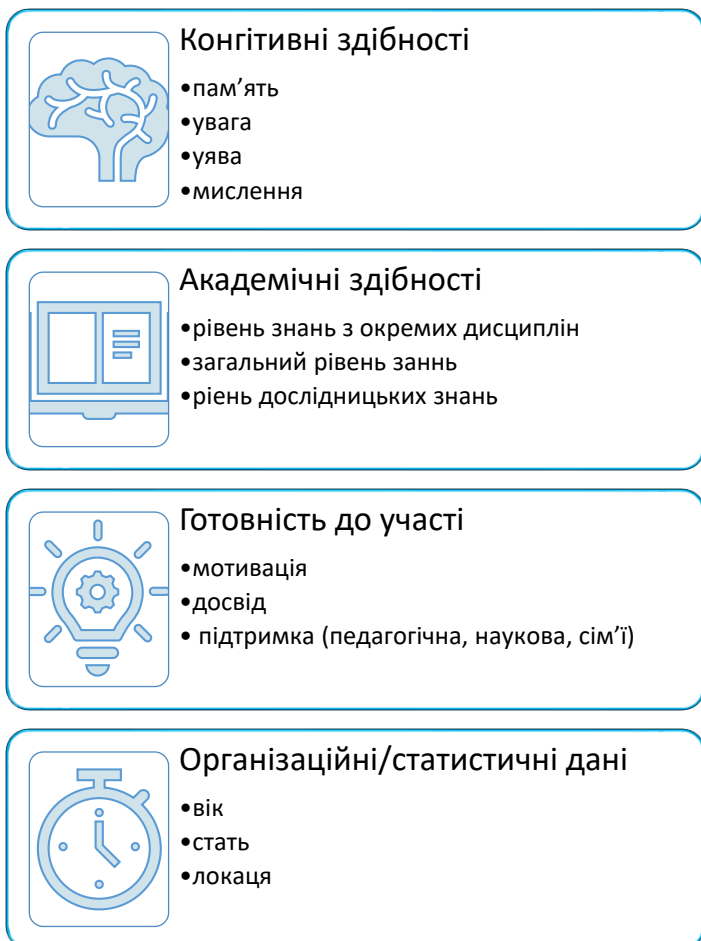 Конгітивні здібності
•пам’ять
•увага
•уява
•мислення
Академічні здібності
•рівень знань з окремих дисциплін
•загальний рівень заннь
•ріень дослідницьких знань
Готовність до участі
•мотивація
•досвід
• підтримка (педагогічна, наукова, сім’ї)
Організаційні/статистичні дані
•вік
•стать
•локаця